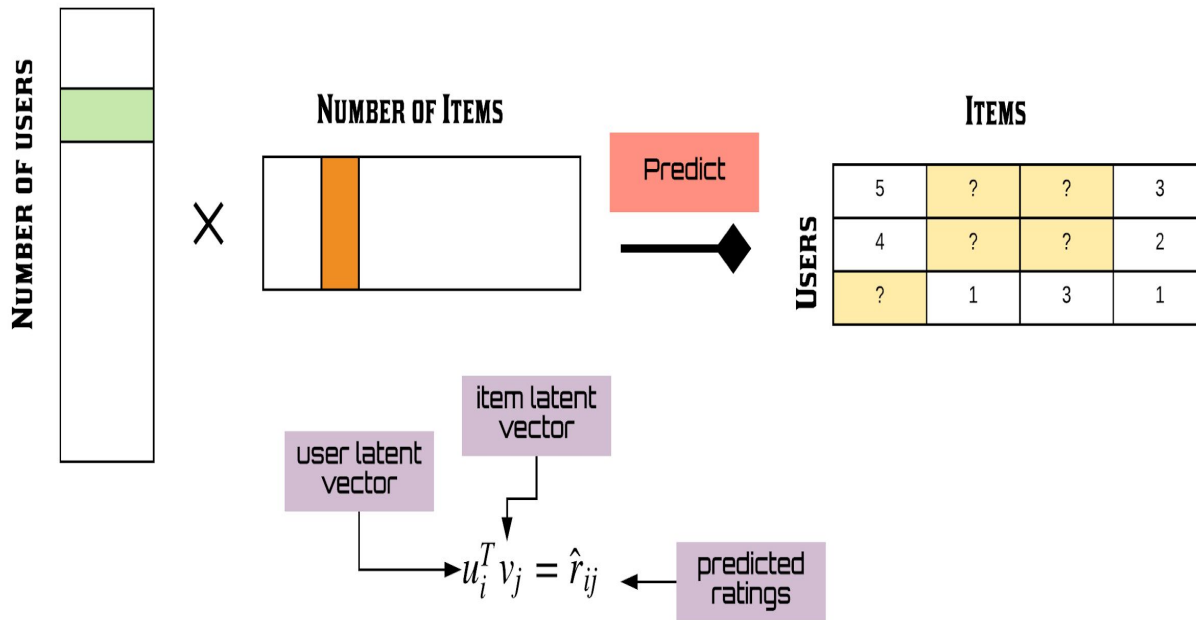 NUMBER OF USERS
NUMBER OF ITEMS
×
Predict
ITEMS
USERS
5 ? ? 3
4 ? ? 2
? 1 3 1
item latent
vector
user latent
vector
u_i^T v_j = r̂_ij
predicted
ratings